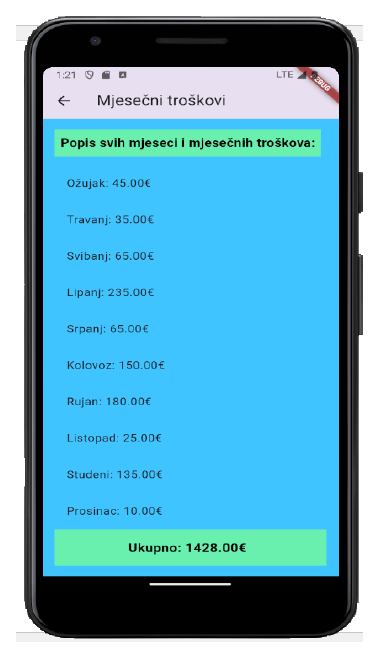 1:21
LTE
DEBUG
Mjesečni troškovi
Popis svih mjeseci i mjesečnih troškova:
Ožujak: 45.00€
Travanj: 35.00€
Svibanj: 65.00€
Lipanj: 235.00€
Srpanj: 65.00€
Kolovoz: 150.00€
Rujan: 180.00€
Listopad: 25.00€
Studeni: 135.00€
Prosinac: 10.00€
Ukupno: 1428.00€